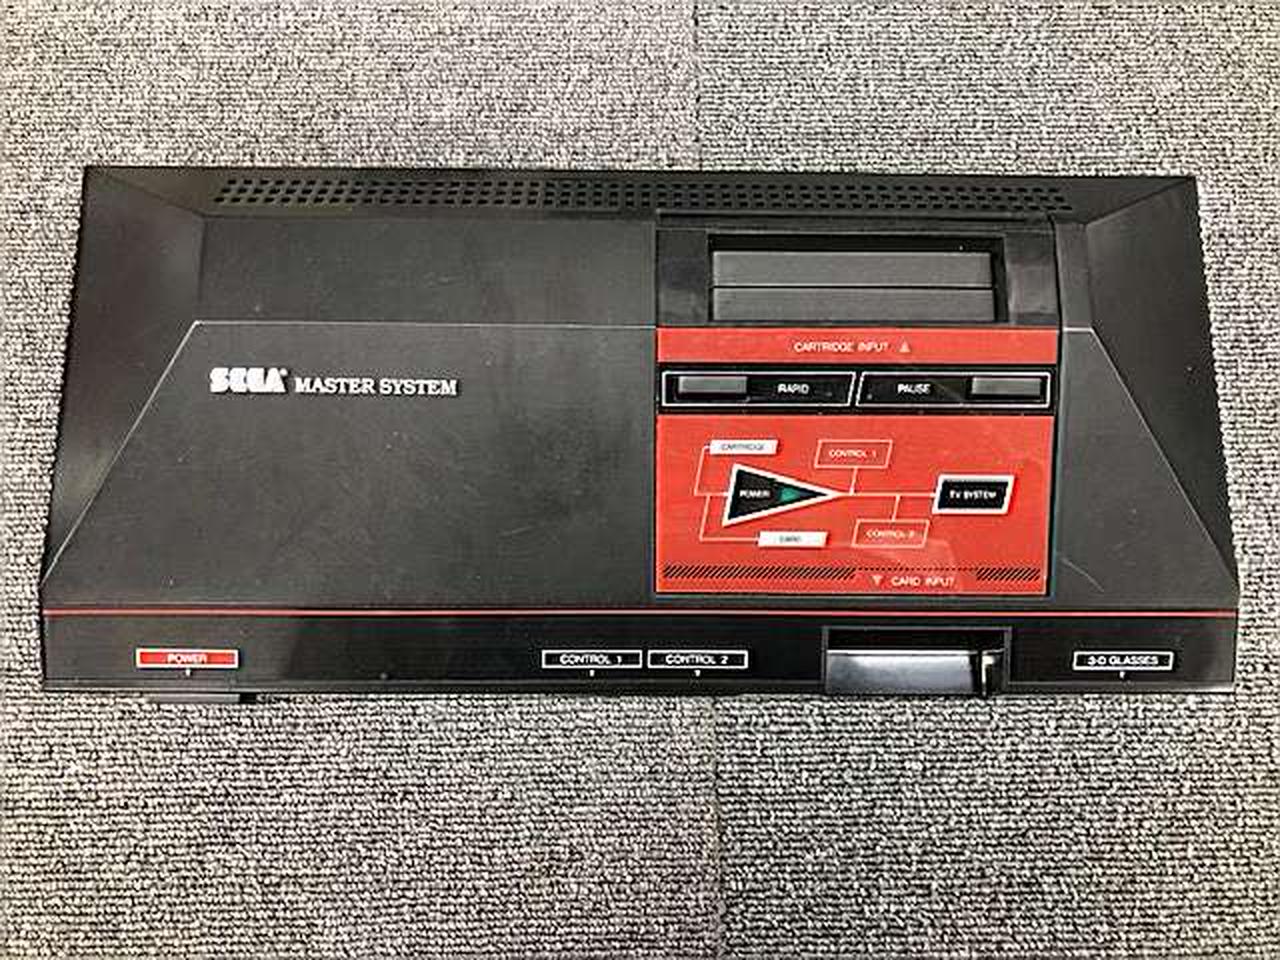 SEGA MASTER SYSTEM
CARTRIDGE INPUT
RAPID
PAUSE
CARTRIDGE
CONTROL 1
POWER
TV SYSTEM
CONTROL 2
CARD
CARD INPUT
POWER
CONTROL 1
CONTROL 2
3-D GLASSES